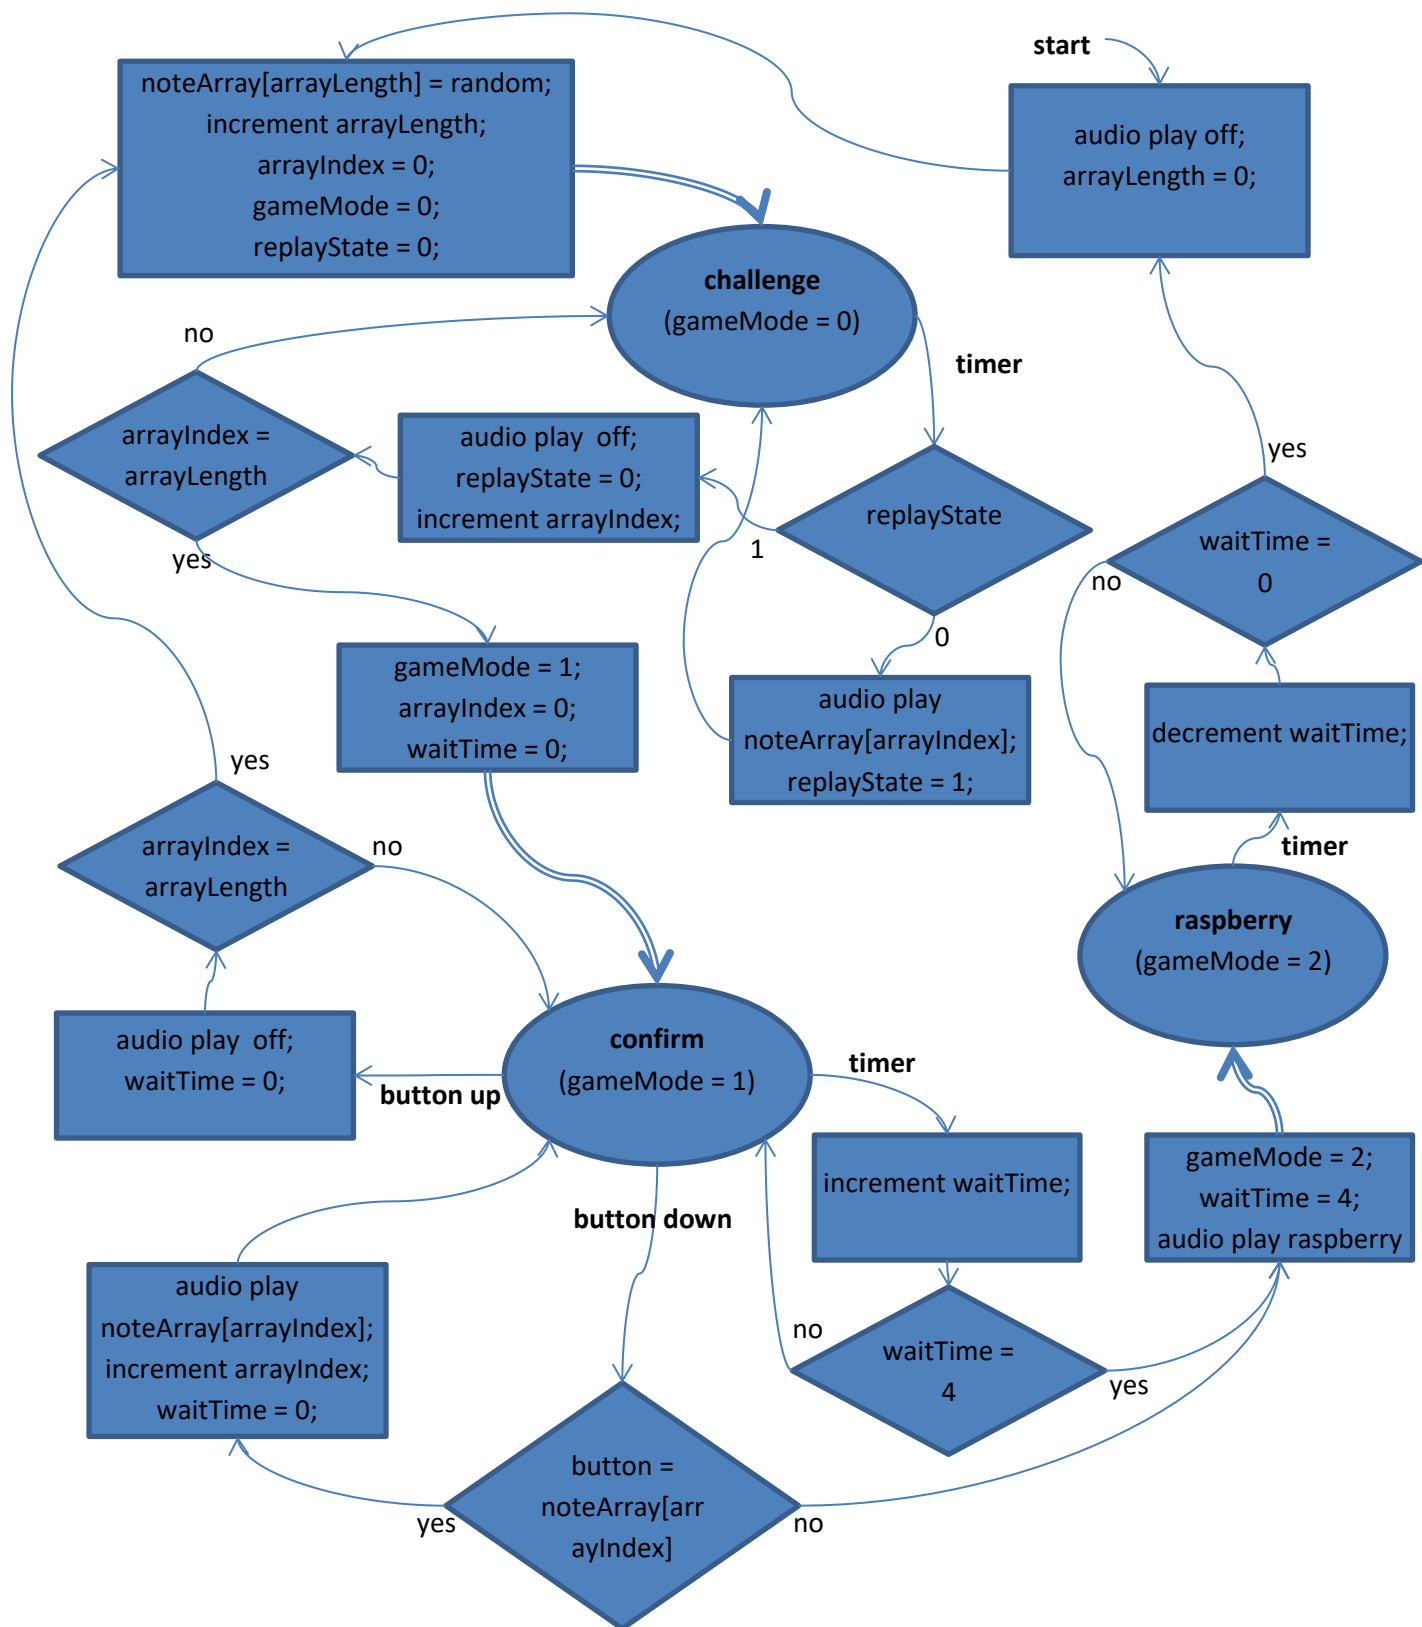 start
noteArray[arrayLength] = random;
increment arrayLength;
arrayIndex = 0;
gameMode = 0;
replayState = 0;
audio play off;
arrayLength = 0;
challenge
(gameMode = 0)
no
timer
arrayIndex =
arrayLength
yes
audio play  off;
replayState = 0;
increment arrayIndex;
1
replayState
0
yes
waitTime =
0
no
gameMode = 1;
arrayIndex = 0;
waitTime = 0;
audio play
noteArray[arrayIndex];
replayState = 1;
decrement waitTime;
timer
yes
arrayIndex =
arrayLength
no
raspberry
(gameMode = 2)
audio play  off;
waitTime = 0;
button up
confirm
(gameMode = 1)
timer
increment waitTime;
gameMode = 2;
waitTime = 4;
audio play raspberry
button down
audio play
noteArray[arrayIndex];
increment arrayIndex;
waitTime = 0;
no
waitTime =
4
yes
yes
button =
noteArray[arr
ayIndex]
no